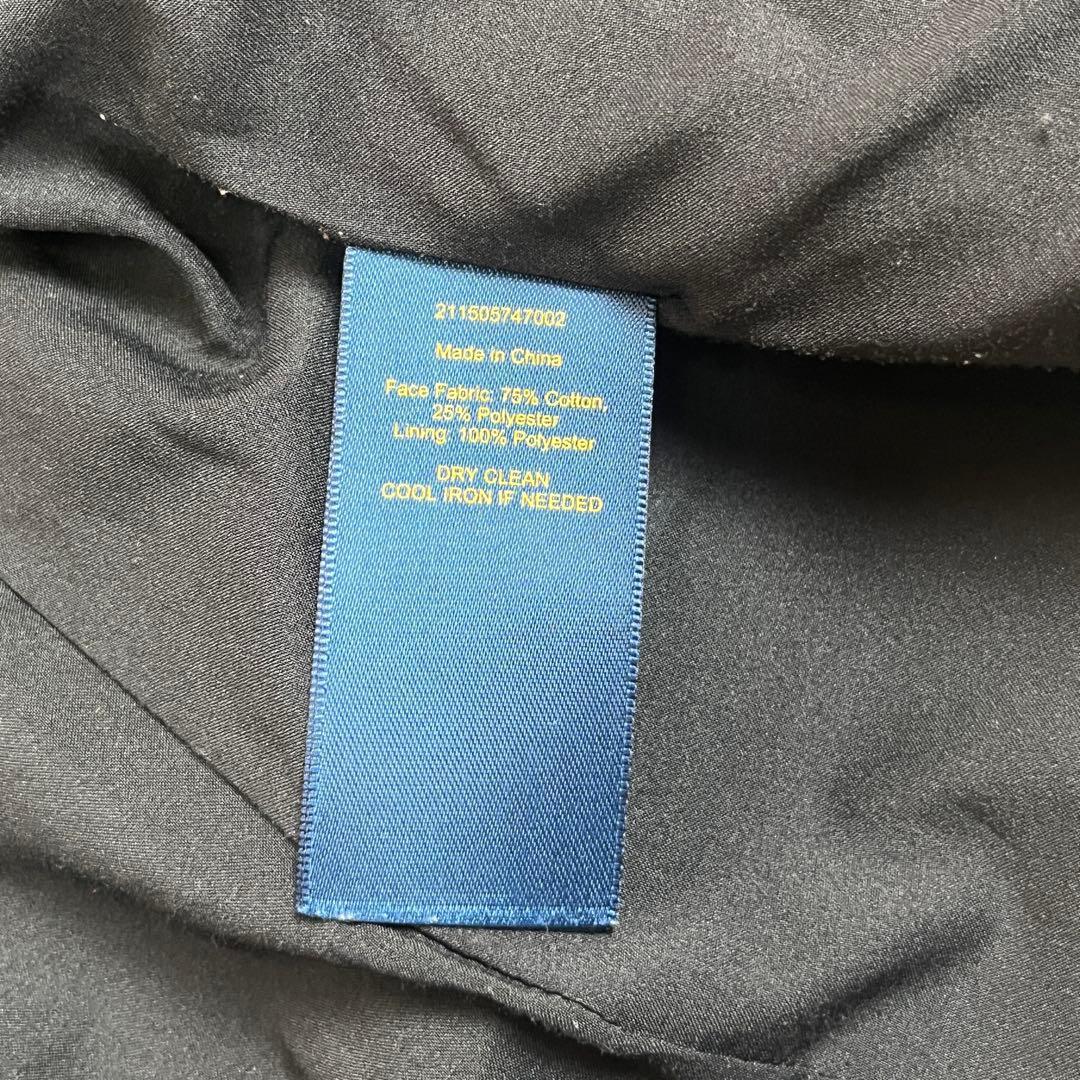 211505747002
Made in China
Face Fabric: 75% Cotton,
25% Polyester
Lining: 100% Polyester
DRY CLEAN
COOL IRON IF NEEDED